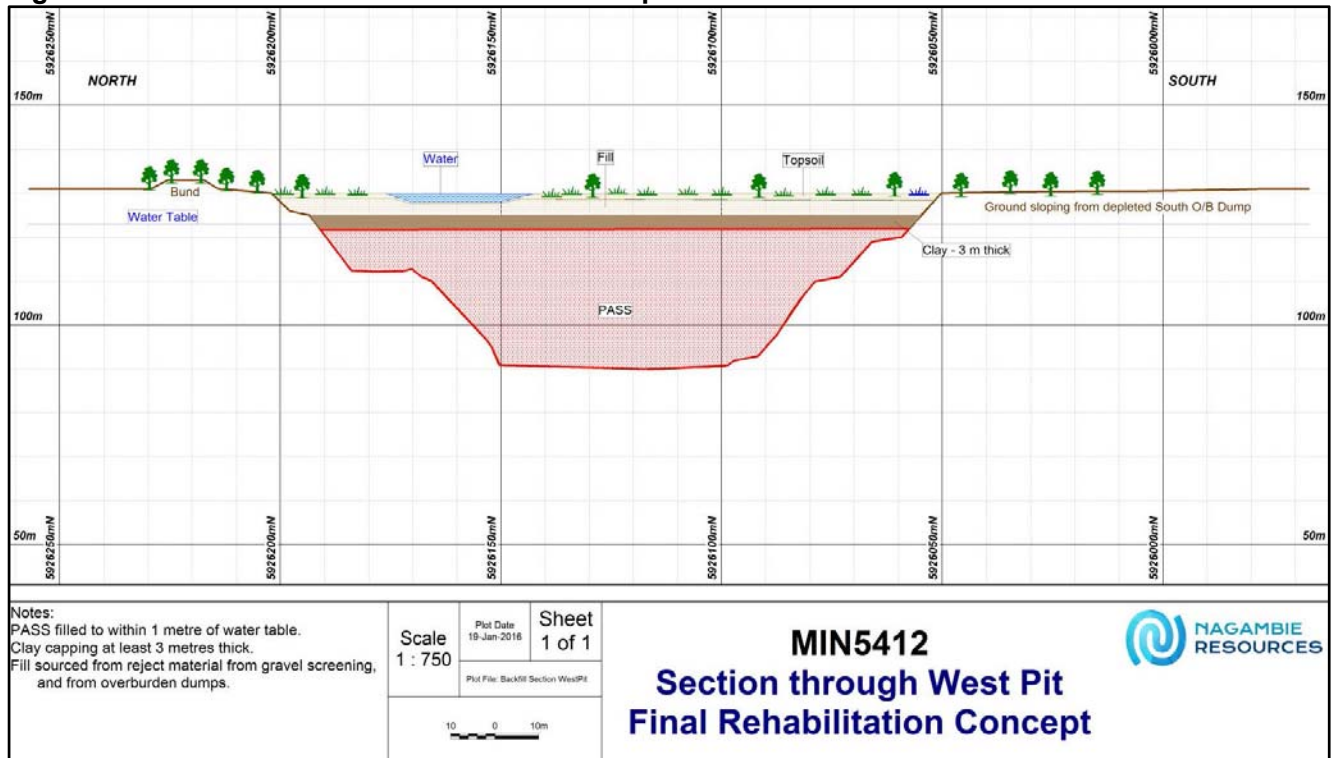 5926250mN
5926200mN
5926150mN
5926100mN
5926050mN
5926000mN
NORTH
SOUTH
150m
150m
Water
Fill
Topsoil
Bund
Water Table
Ground sloping from depleted South O/B Dump
Clay - 3 m thick
PASS
100m
100m
50m
50m
5926250mN
5926200mN
5926150mN
5926100mN
5926050mN
5926000mN
Notes:
PASS filled to within 1 metre of water table.
Clay capping at least 3 metres thick.
Fill sourced from reject material from gravel screening,
and from overburden dumps.
Scale
1 : 750
Plot Date
19-Jan-2016
Sheet
1 of 1
Plot File: Backfill Section WestPit
10 0 10m
MIN5412
Section through West Pit
Final Rehabilitation Concept
NAGAMBIE
RESOURCES